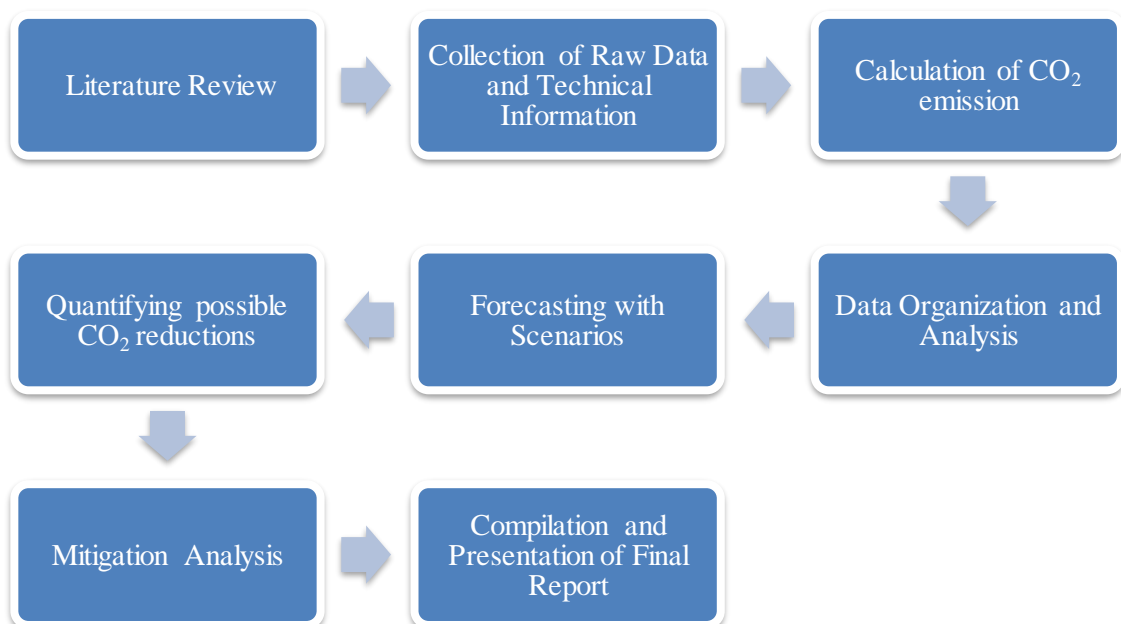 Literature Review
Collection of Raw Data
and Technical
Information
Calculation of CO₂
emission
Data Organization and
Analysis
Forecasting with
Scenarios
Quantifying possible
CO₂ reductions
Mitigation Analysis
Compilation and
Presentation of Final
Report